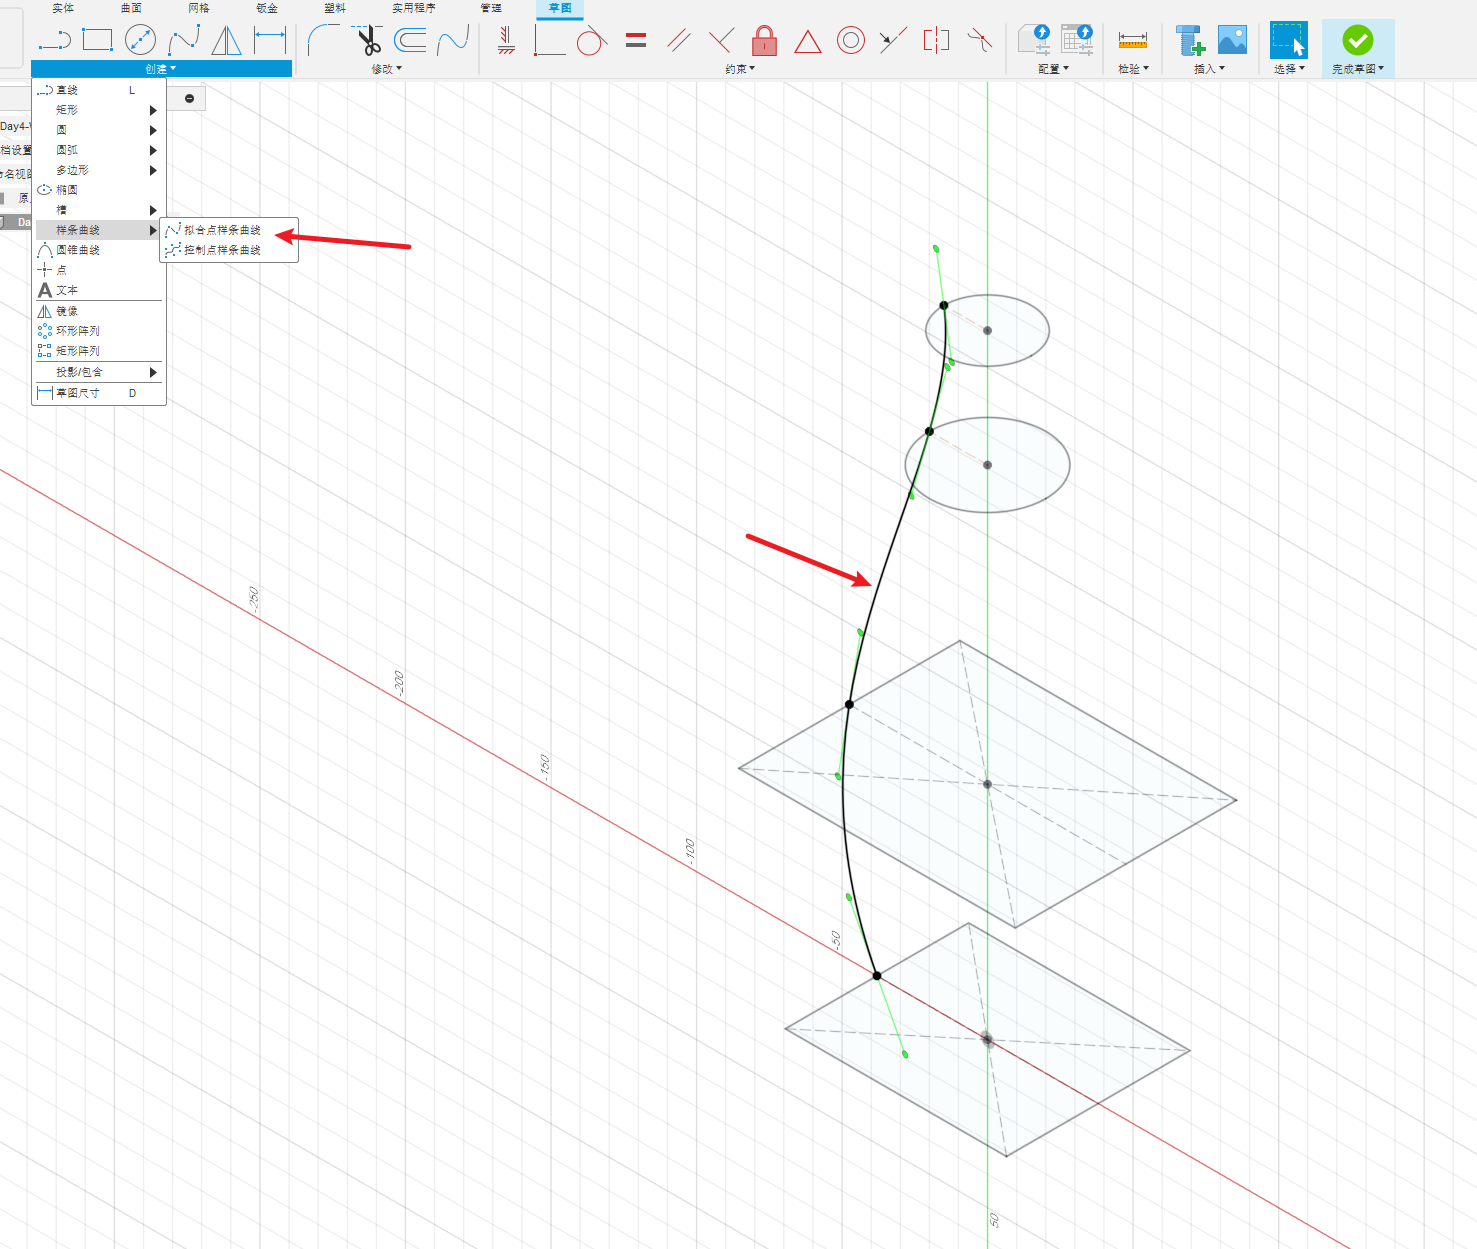 实体 曲面 网格 钣金 塑料 实用程序 管理 草图
创建 修改 约束 配置 检验 插入 选择 完成草图
直线 L
矩形
圆
圆弧
多边形
椭圆
槽
样条曲线
拟合点样条曲线
控制点样条曲线
圆锥曲线
点
A 文本
镜像
环形阵列
矩形阵列
投影/包含
草图尺寸 D
Day4-
档设置
名视图
原
Da
-250
-200
-150
-100
-50
50